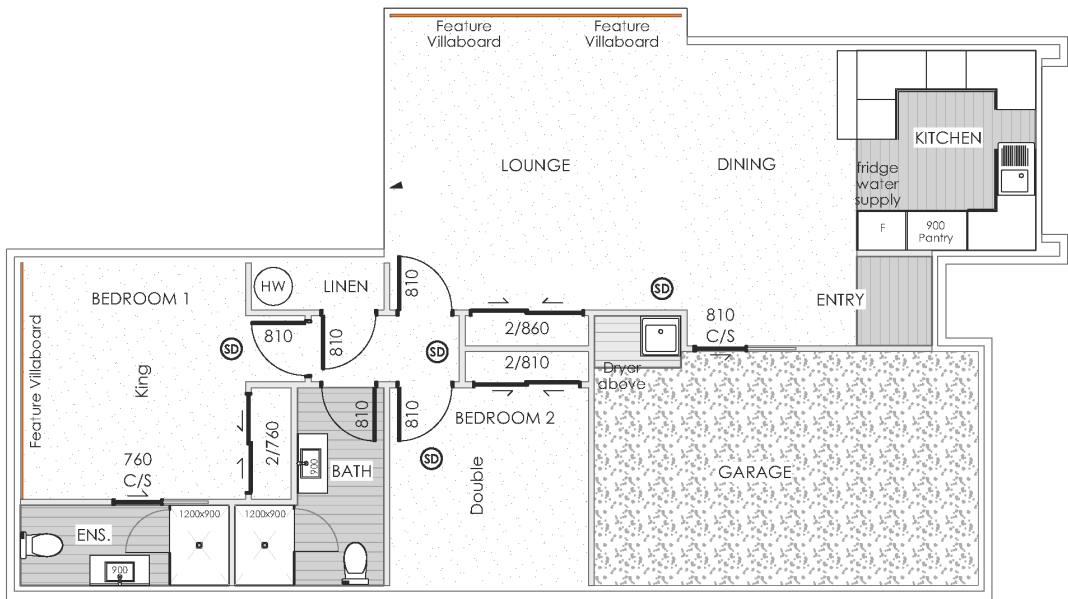 Feature
Villaboard
Feature
Villaboard
LOUNGE
DINING
KITCHEN
fridge
water
supply
F
900
Pantry
ENTRY
BEDROOM 1
HW
LINEN
810
810
810
SD
SD
SD
2/860
2/810
810
C/S
Dryer
above
Feature Villaboard
King
2/760
810
810
BEDROOM 2
SD
Double
BATH
900
GARAGE
760
C/S
ENS.
1200x900
1200x900
900